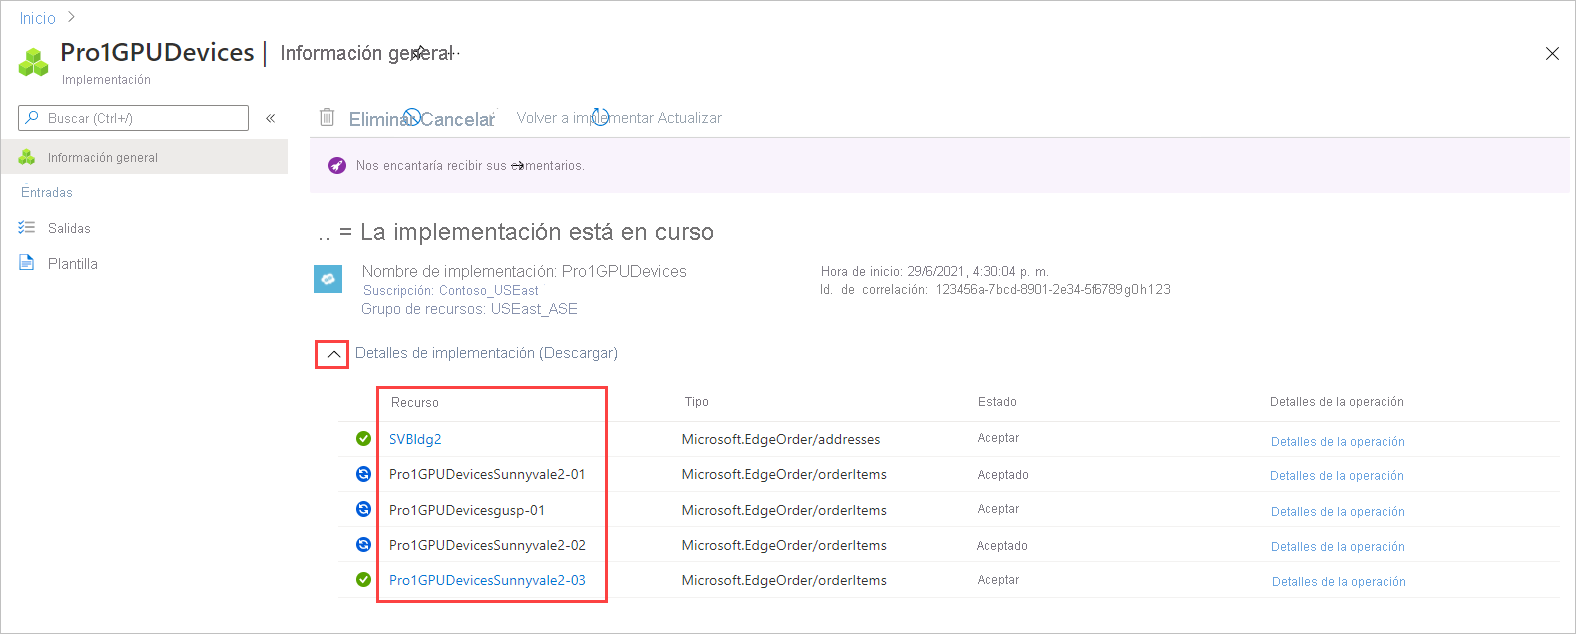 Inicio
Pro1GPUDevices | Información general ···
Implementación
Buscar (Ctrl+/)
«
Eliminar Cancelar Volver a implementar Actualizar
Información general
Nos encantaría recibir sus comentarios.
Entradas
Salidas
.. = La implementación está en curso
Plantilla
Nombre de implementación: Pro1GPUDevices
Hora de inicio: 29/6/2021, 4:30:04 p. m.
Suscripción: Contoso_USEast
Id. de correlación: 123456a-7bcd-8901-2e34-5f6789g0h123
Grupo de recursos: USEast_ASE
Detalles de implementación (Descargar)
Recurso Tipo Estado Detalles de la operación
SVBldg2 Microsoft.EdgeOrder/addresses Aceptar Detalles de la operación
Pro1GPUDevicesSunnyvale2-01 Microsoft.EdgeOrder/orderItems Aceptado Detalles de la operación
Pro1GPUDevicesgusp-01 Microsoft.EdgeOrder/orderItems Aceptar Detalles de la operación
Pro1GPUDevicesSunnyvale2-02 Microsoft.EdgeOrder/orderItems Aceptado Detalles de la operación
Pro1GPUDevicesSunnyvale2-03 Microsoft.EdgeOrder/orderItems Aceptar Detalles de la operación